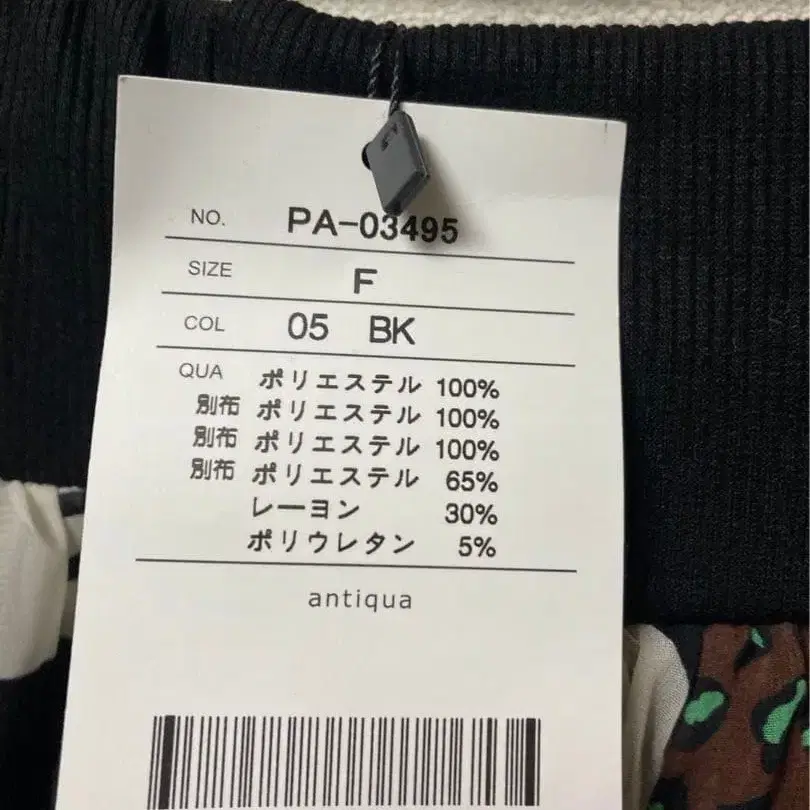 NO. PA-03495
SIZE F
COL 05 BK
QUA ポリエステル 100%
別布 ポリエステル 100%
別布 ポリエステル 100%
別布 ポリエステル 65%
レーヨン 30%
ポリウレタン 5%
antiqua